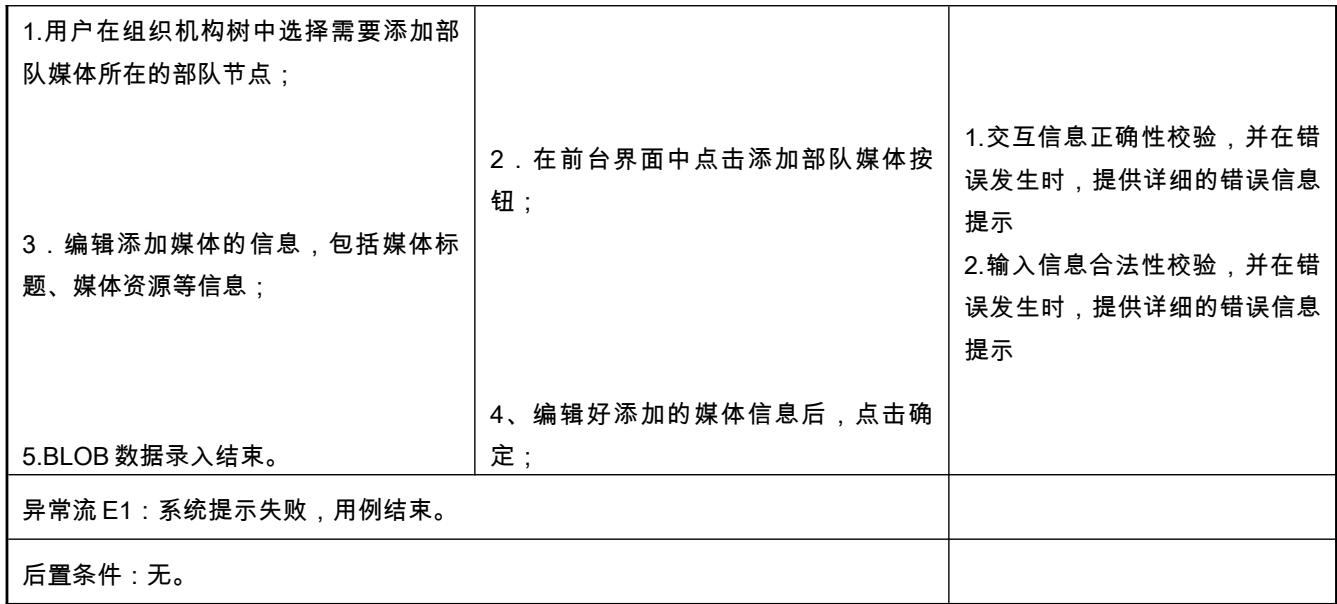 1.用户在组织机构树中选择需要添加部
队媒体所在的部队节点；
3．编辑添加媒体的信息，包括媒体标
题、媒体资源等信息；
5.BLOB 数据录入结束。
2．在前台界面中点击添加部队媒体按
钮；
4、编辑好添加的媒体信息后，点击确
定；
1.交互信息正确性校验，并在错
误发生时，提供详细的错误信息
提示
2.输入信息合法性校验，并在错
误发生时，提供详细的错误信息
提示
异常流 E1：系统提示失败，用例结束。
后置条件：无。